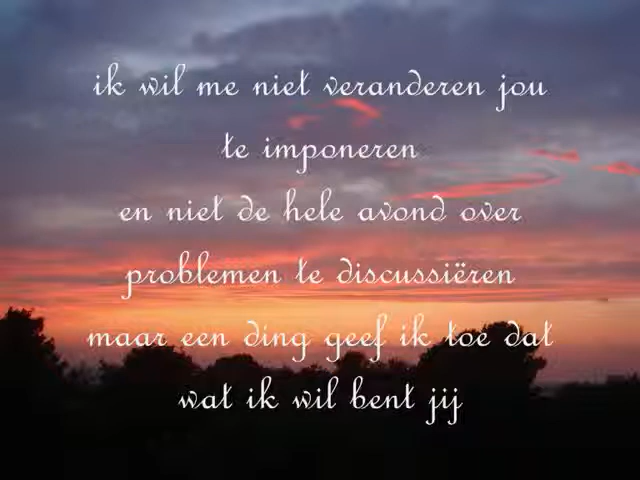 ik wil me niet veranderen jou
te imponeren
en niet de hele avond over
problemen te discussiëren
maar een ding geef ik toe dat
wat ik wil bent jij